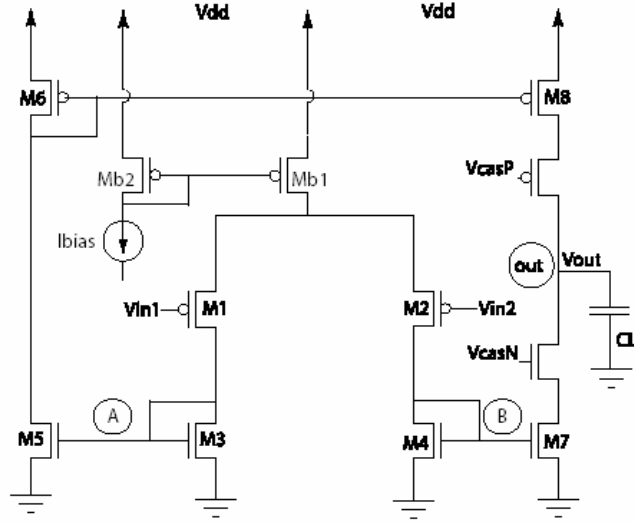 Vdd Vdd
M6 M8
Mb2 Mb1 VcasP
Ibias
out Vout
Vin1 M1 M2 Vin2
CL
VcasN
A B
M5 M3 M4 M7